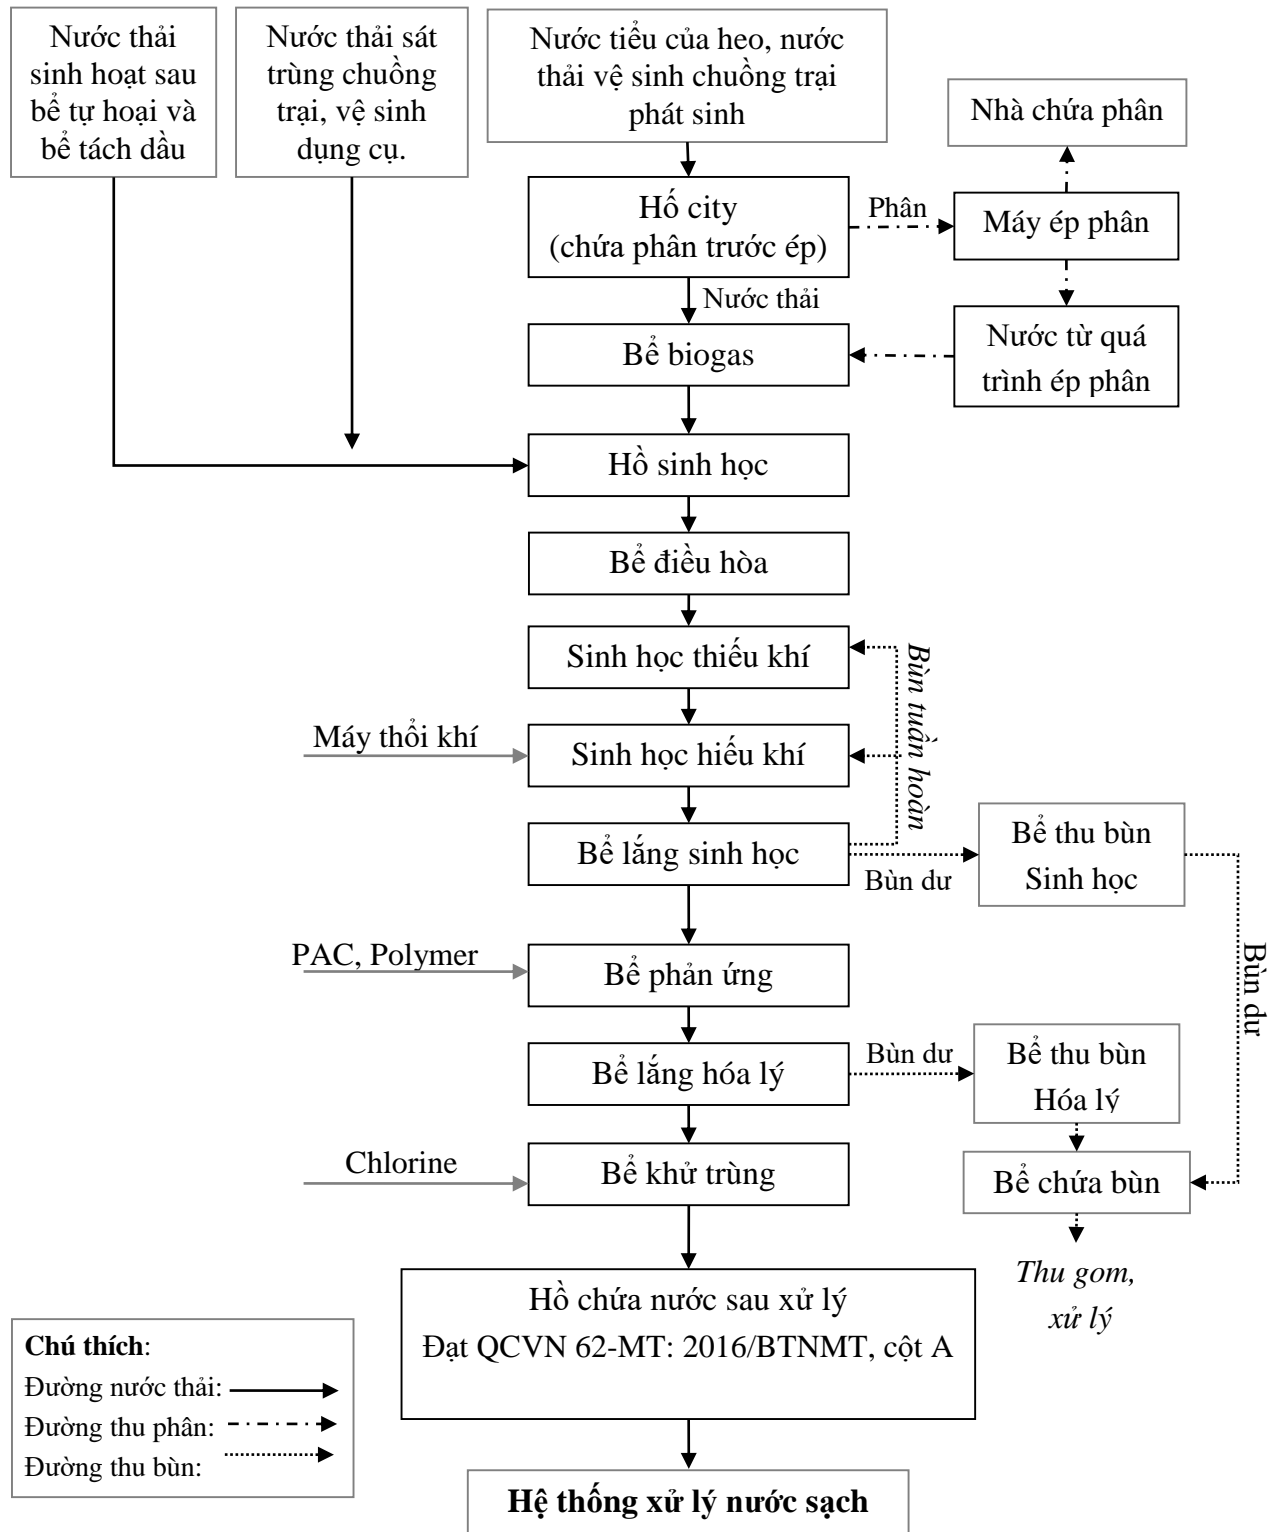 Nước thải
sinh hoạt sau
bể tự hoại và
bể tách dầu
Nước thải sát
trùng chuồng
trại, vệ sinh
dụng cụ.
Nước tiểu của heo, nước
thải vệ sinh chuồng trại
phát sinh
Nhà chứa phân
Hố city
(chứa phân trước ép)
Phân
Máy ép phân
Nước thải
Nước từ quá
trình ép phân
Bể biogas
Hồ sinh học
Bể điều hòa
Sinh học thiếu khí
Bùn tuần hoàn
Máy thổi khí
Sinh học hiếu khí
Bể lắng sinh học
Bùn dư
Bể thu bùn
Sinh học
Bùn dư
PAC, Polymer
Bể phản ứng
Bể lắng hóa lý
Bùn dư
Bể thu bùn
Hóa lý
Chlorine
Bể khử trùng
Bể chứa bùn
Thu gom,
xử lý
Hồ chứa nước sau xử lý
Đạt QCVN 62-MT: 2016/BTNMT, cột A
Chú thích:
Đường nước thải:
Đường thu phân:
Đường thu bùn:
Hệ thống xử lý nước sạch